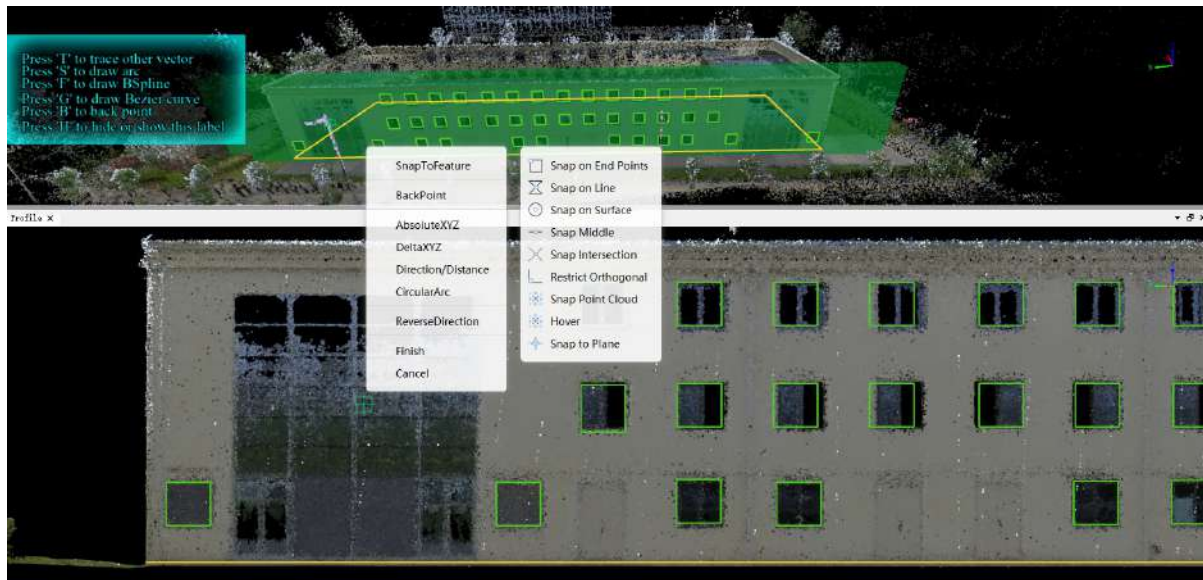 Press 'T' to trace other vector
Press 'S' to draw arc
Press 'F' to draw BSpline
Press 'G' to draw Bezier curve
Press 'B' to back point
Press 'H' to hide or show this label
SnapToFeature
BackPoint
AbsoluteXYZ
DeltaXYZ
Direction/Distance
CircularArc
ReverseDirection
Finish
Cancel
Snap on End Points
Snap on Line
Snap on Surface
Snap Middle
Snap Intersection
Restrict Orthogonal
Snap Point Cloud
Hover
Snap to Plane
Profile